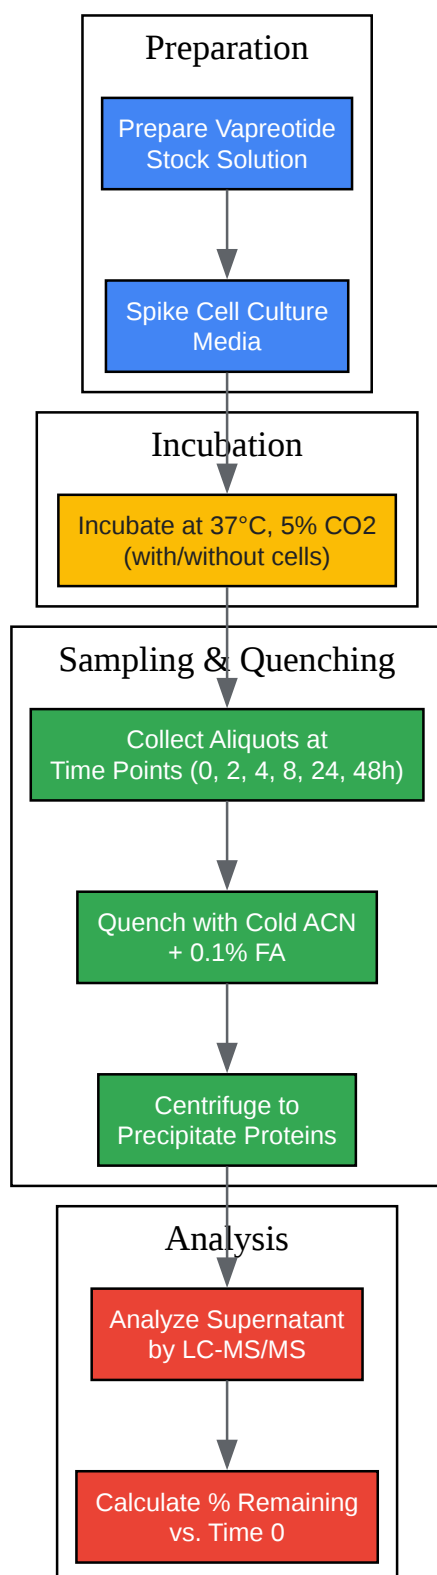 Preparation
Prepare Vapreotide
Stock Solution
Spike Cell Culture
Media
Incubation
Incubate at 37°C, 5% CO2
(with/without cells)
Sampling & Quenching
Collect Aliquots at
Time Points (0, 2, 4, 8, 24, 48h)
Quench with Cold ACN
+ 0.1% FA
Centrifuge to
Precipitate Proteins
Analysis
Analyze Supernatant
by LC-MS/MS
Calculate % Remaining
vs. Time 0